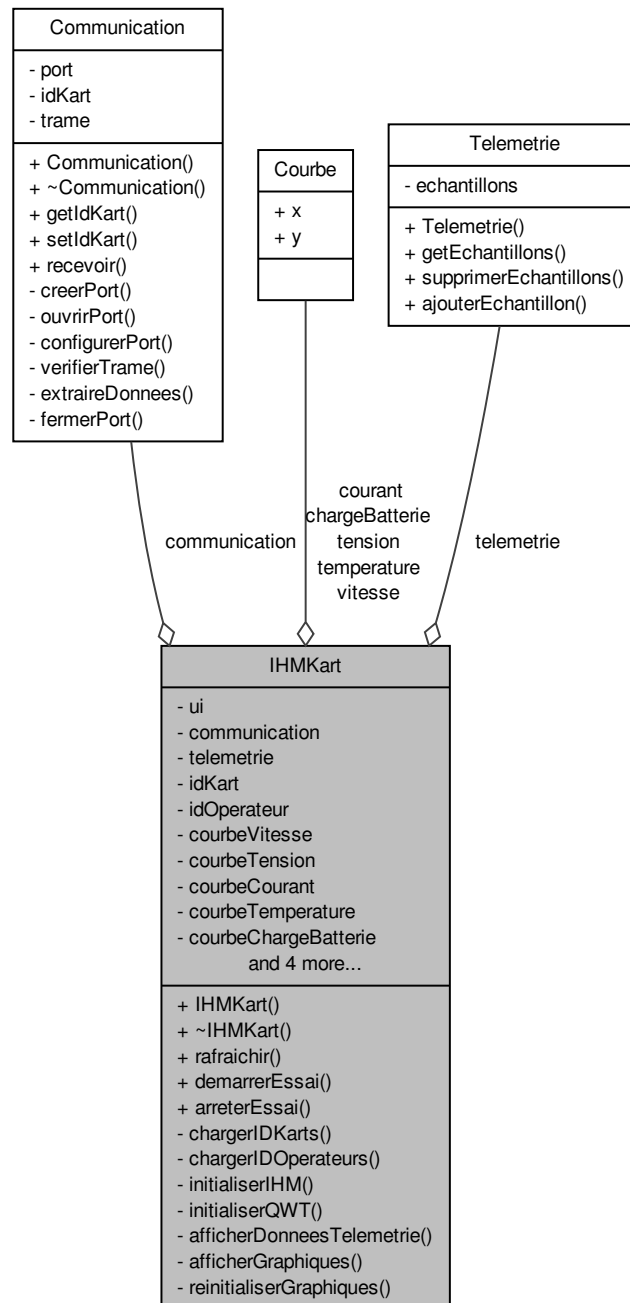 Communication
- port
- idKart
- trame
+ Communication()
+ ~Communication()
+ getIdKart()
+ setIdKart()
+ recevoir()
- creerPort()
- ouvrirPort()
- configurerPort()
- verifierTrame()
- extraireDonnees()
- fermerPort()
Courbe
+ x
+ y
Telemetrie
- echantillons
+ Telemetrie()
+ getEchantillons()
+ supprimerEchantillons()
+ ajouterEchantillon()
communication
courant
chargeBatterie
tension
temperature
vitesse
telemetrie
IHMKart
- ui
- communication
- telemetrie
- idKart
- idOperateur
- courbeVitesse
- courbeTension
- courbeCourant
- courbeTemperature
- courbeChargeBatterie
and 4 more...
+ IHMKart()
+ ~IHMKart()
+ rafraichir()
+ demarrerEssai()
+ arreterEssai()
- chargerIDKarts()
- chargerIDOperateurs()
- initialiserIHM()
- initialiserQWT()
- afficherDonneesTelemetrie()
- afficherGraphiques()
- reinitialiserGraphiques()